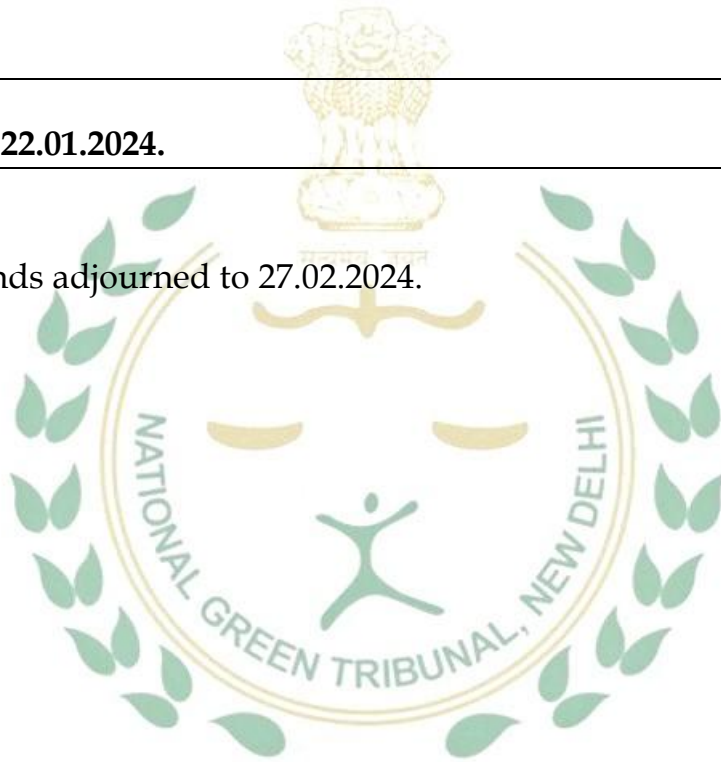 22.01.2024.
nds adjourned to 27.02.2024.
NATIONAL GREEN TRIBUNAL, NEW DELHI